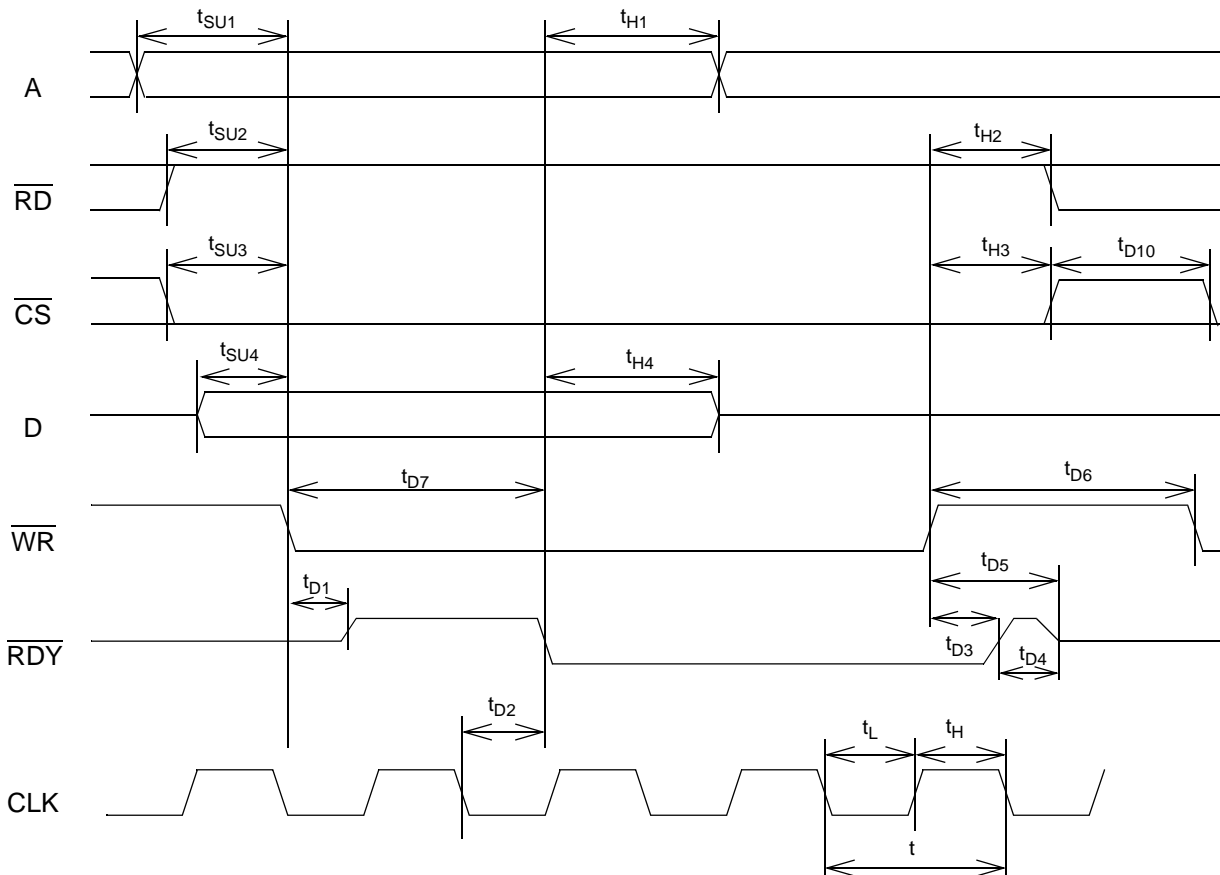 tSU1 tH1
A
tSU2 tH2
RD
tSU3 tH3 tD10
CS
tSU4 tH4
D
tD7 tD6
WR
tD5
tD1
RDY tD3 tD4
tD2 tL tH
CLK
t